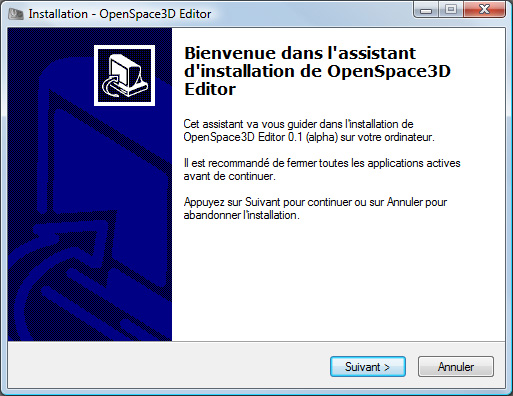 Installation - OpenSpace3D Editor
Bienvenue dans l'assistant
d'installation de OpenSpace3D
Editor
Cet assistant va vous guider dans l'installation de
OpenSpace3D Editor 0.1 (alpha) sur votre ordinateur.
Il est recommandé de fermer toutes les applications actives
avant de continuer.
Appuyez sur Suivant pour continuer ou sur Annuler pour
abandonner l'installation.
Suivant >
Annuler